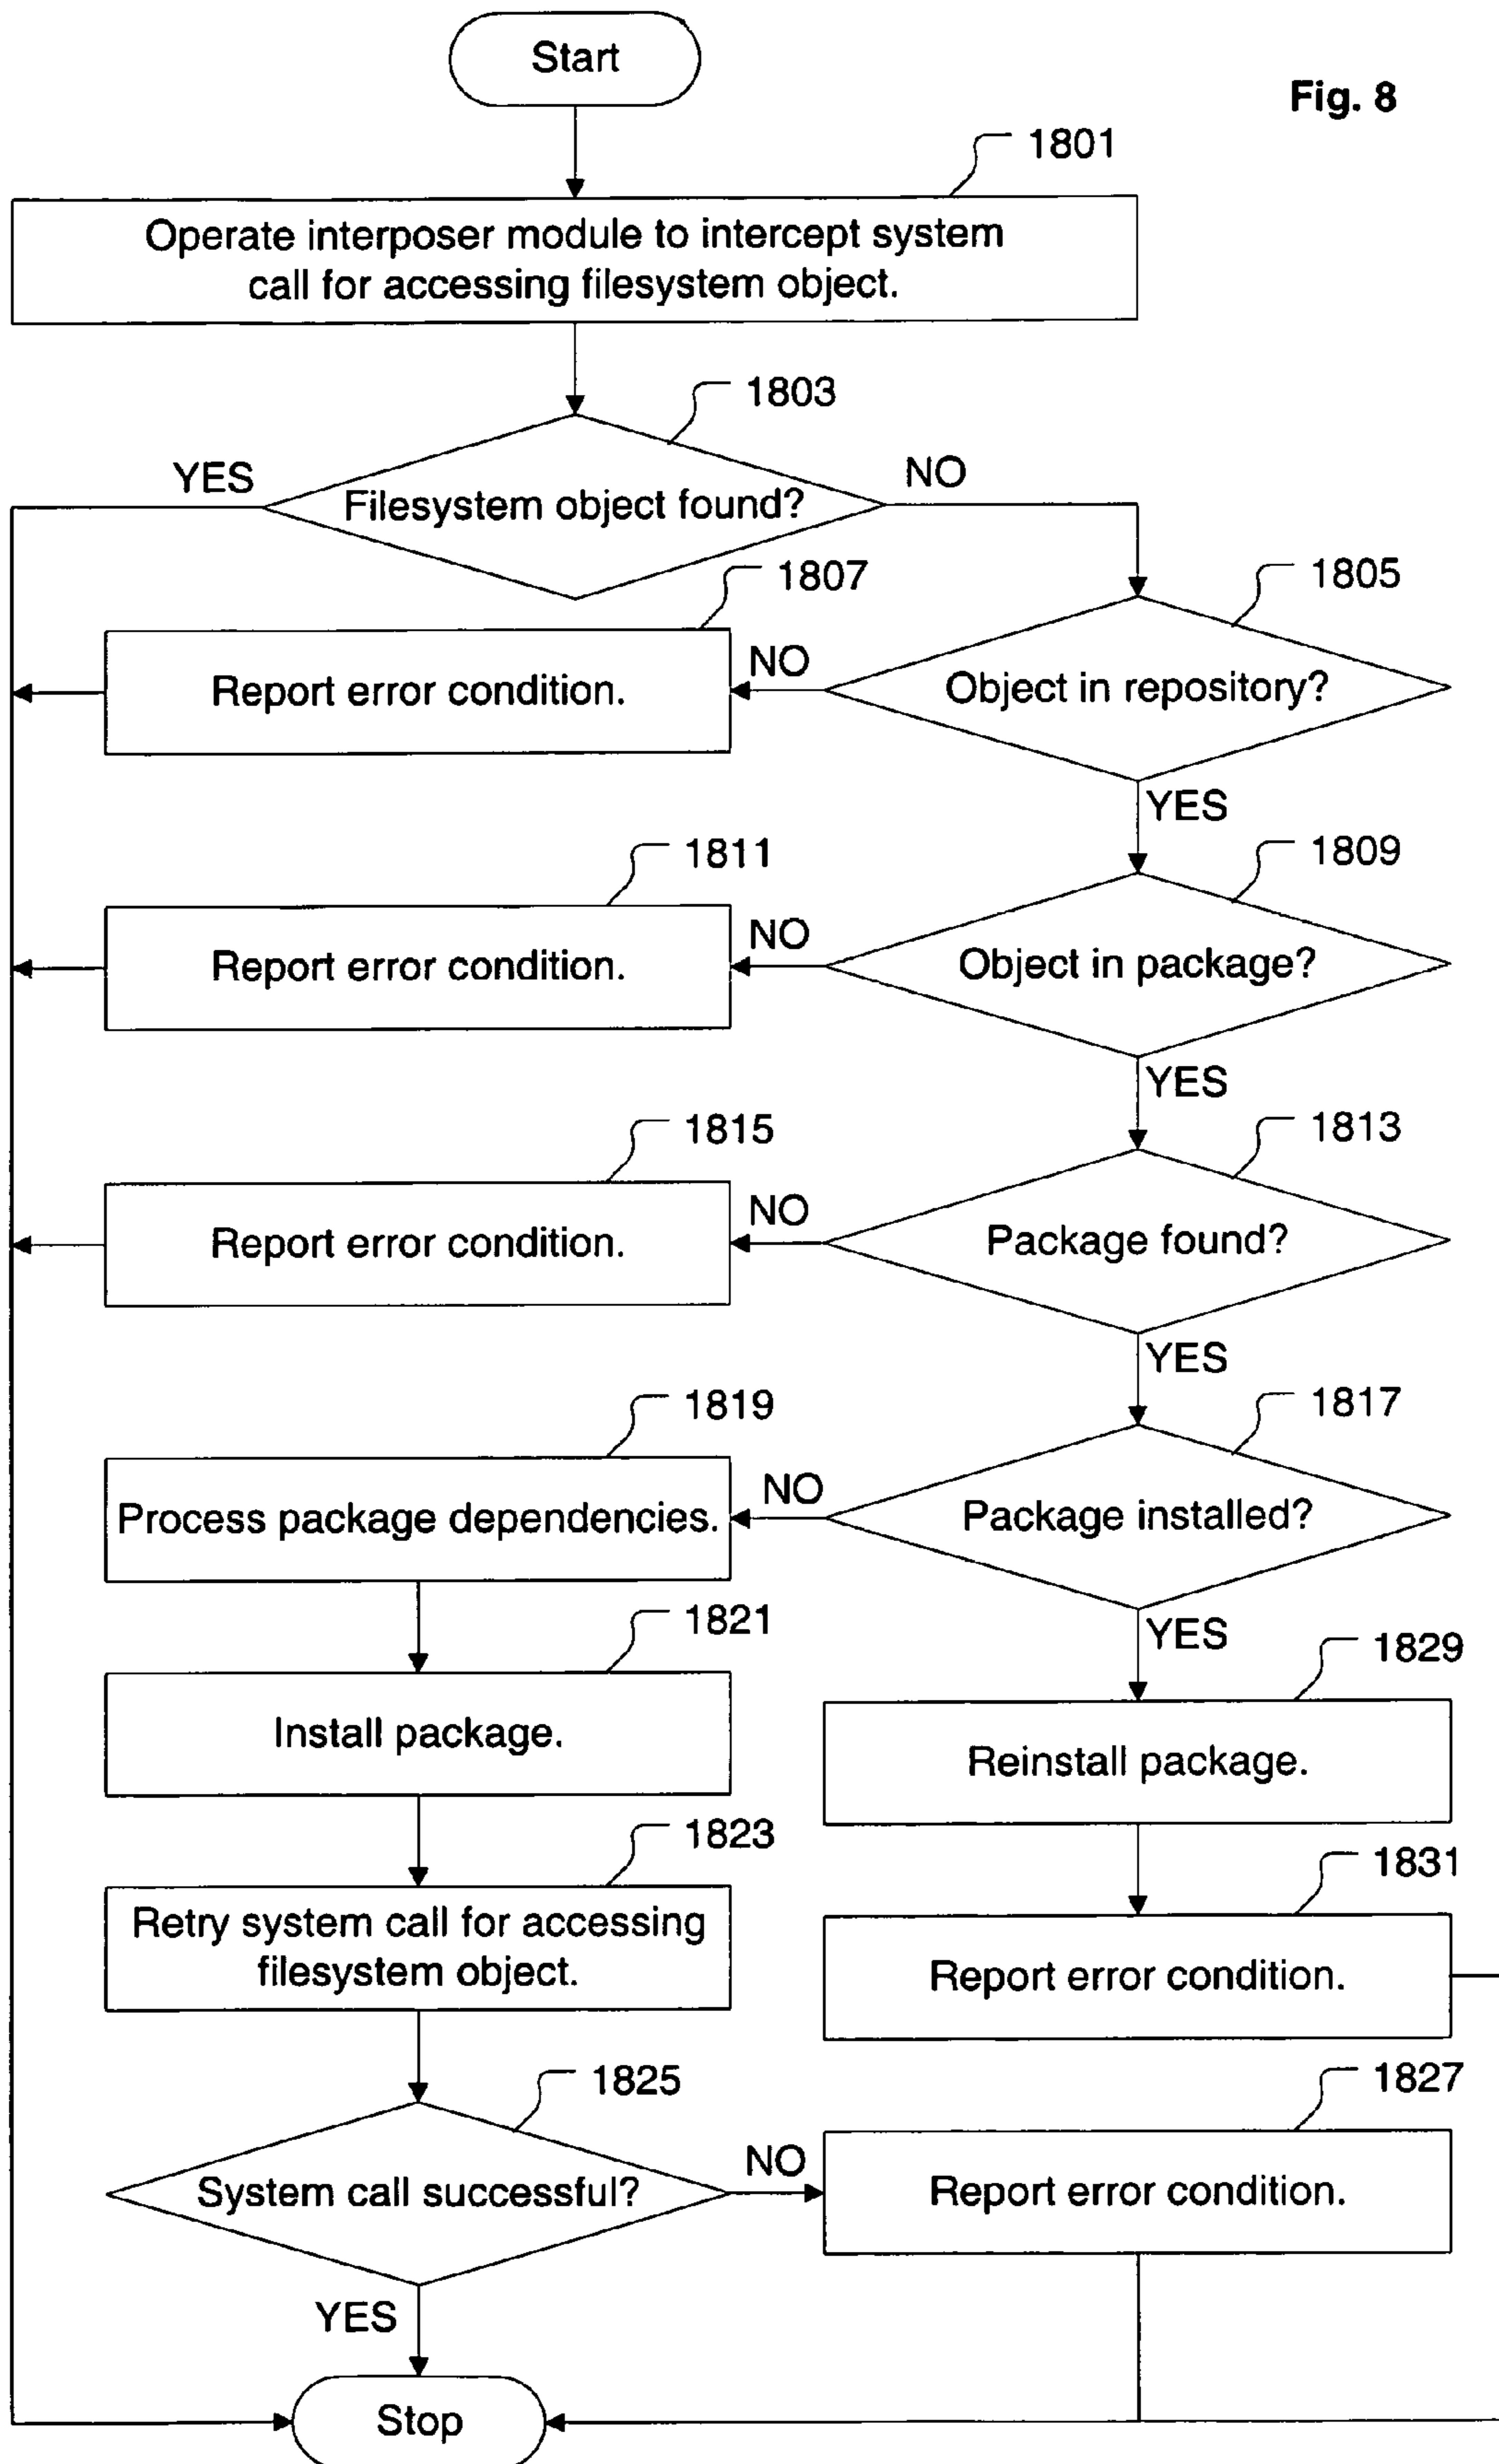 Start
Fig. 8
1801
Operate interposer module to intercept system
call for accessing filesystem object.
1803
YES
NO
Filesystem object found?
1807
1805
Report error condition.
NO
Object in repository?
YES
1811
1809
Report error condition.
NO
Object in package?
YES
1815
1813
Report error condition.
NO
Package found?
YES
1819
1817
Process package dependencies.
NO
Package installed?
YES
1821
1829
Install package.
Reinstall package.
1823
1831
Retry system call for accessing
filesystem object.
Report error condition.
1825
1827
System call successful?
NO
Report error condition.
YES
Stop